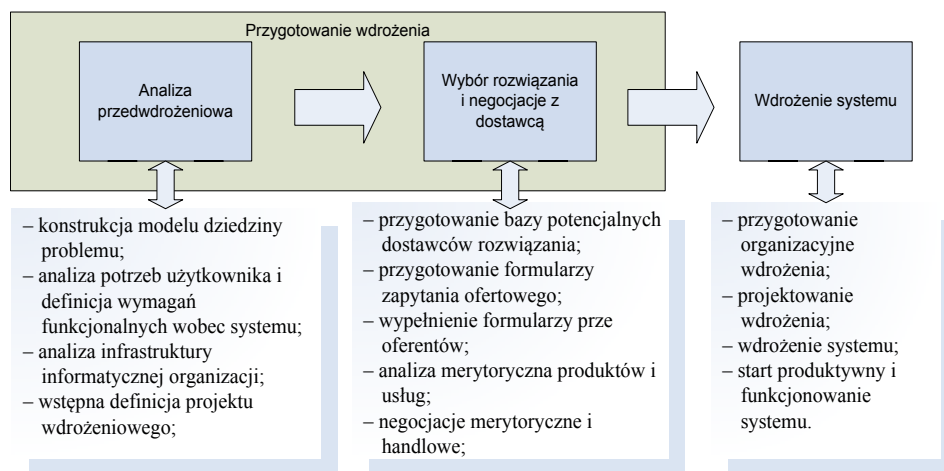 Przygotowanie wdrożenia
Analiza
przedwdrożeniowa
Wybór rozwiązania
i negocjacje z
dostawcą
Wdrożenie systemu
– konstrukcja modelu dziedziny
problemu;
– analiza potrzeb użytkownika i
definicja wymagań
funkcjonalnych wobec systemu;
– analiza infrastruktury
informatycznej organizacji;
– wstępna definicja projektu
wdrożeniowego;
– przygotowanie bazy potencjalnych
dostawców rozwiązania;
– przygotowanie formularzy
zapytania ofertowego;
– wypełnienie formularzy prze
oferentów;
– analiza merytoryczna produktów i
usług;
– negocjacje merytoryczne i
handlowe;
– przygotowanie
organizacyjne
wdrożenia;
– projektowanie
wdrożenia;
– wdrożenie systemu;
– start produktywny i
funkcjonowanie
systemu.